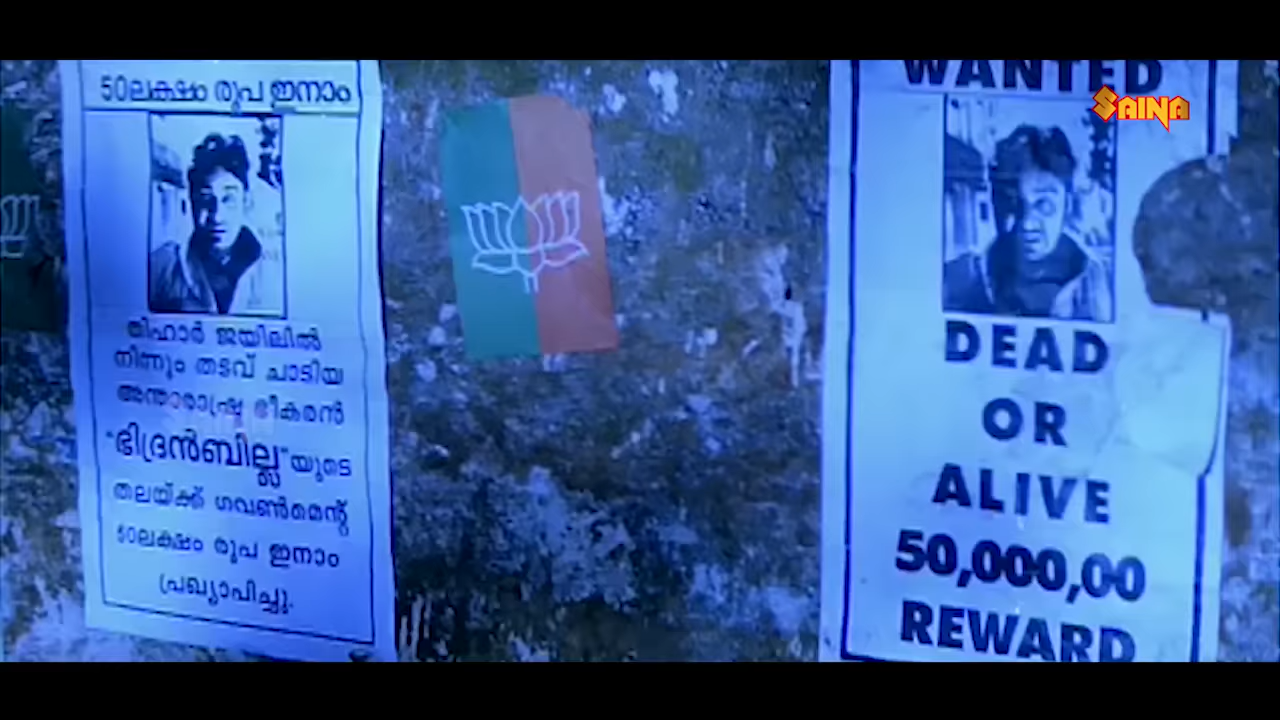 50ലക്ഷം രൂപ ഇനാം
തിഹാർ ജയിലിൽ
നിന്നും തടവ് ചാടിയ
അന്താരാഷ്ട്ര ഭീകരൻ
"ഭിദ്രൻബില്ല"യുടെ
തലയ്ക്ക് ഗവൺമെന്റ്
50ലക്ഷം രൂപ ഇനാം
പ്രഖ്യാപിച്ചു.
WANTED
SAINA
DEAD
OR
ALIVE
50,000,00
REWARD